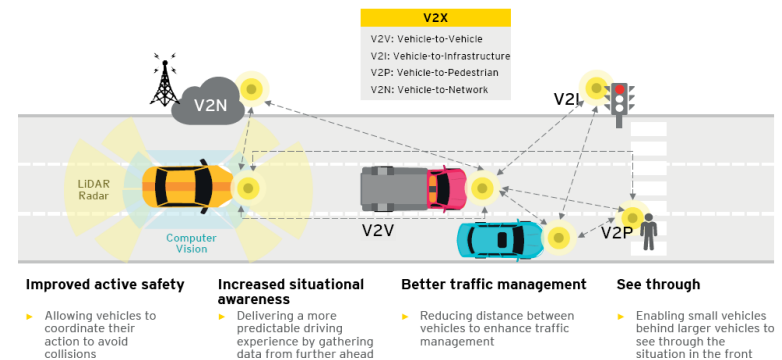 V2X
V2V: Vehicle-to-Vehicle
V2I: Vehicle-to-Infrastructure
V2P: Vehicle-to-Pedestrian
V2N: Vehicle-to-Network
V2N
V2I
LiDAR
Radar
Computer
Vision
V2V
V2P
Improved active safety
Allowing vehicles to
coordinate their
action to avoid
collisions
Increased situational
awareness
Delivering a more
predictable driving
experience by gathering
data from further ahead
Better traffic management
Reducing distance between
vehicles to enhance traffic
management
See through
Enabling small vehicles
behind larger vehicles to
see through the
situation in the front